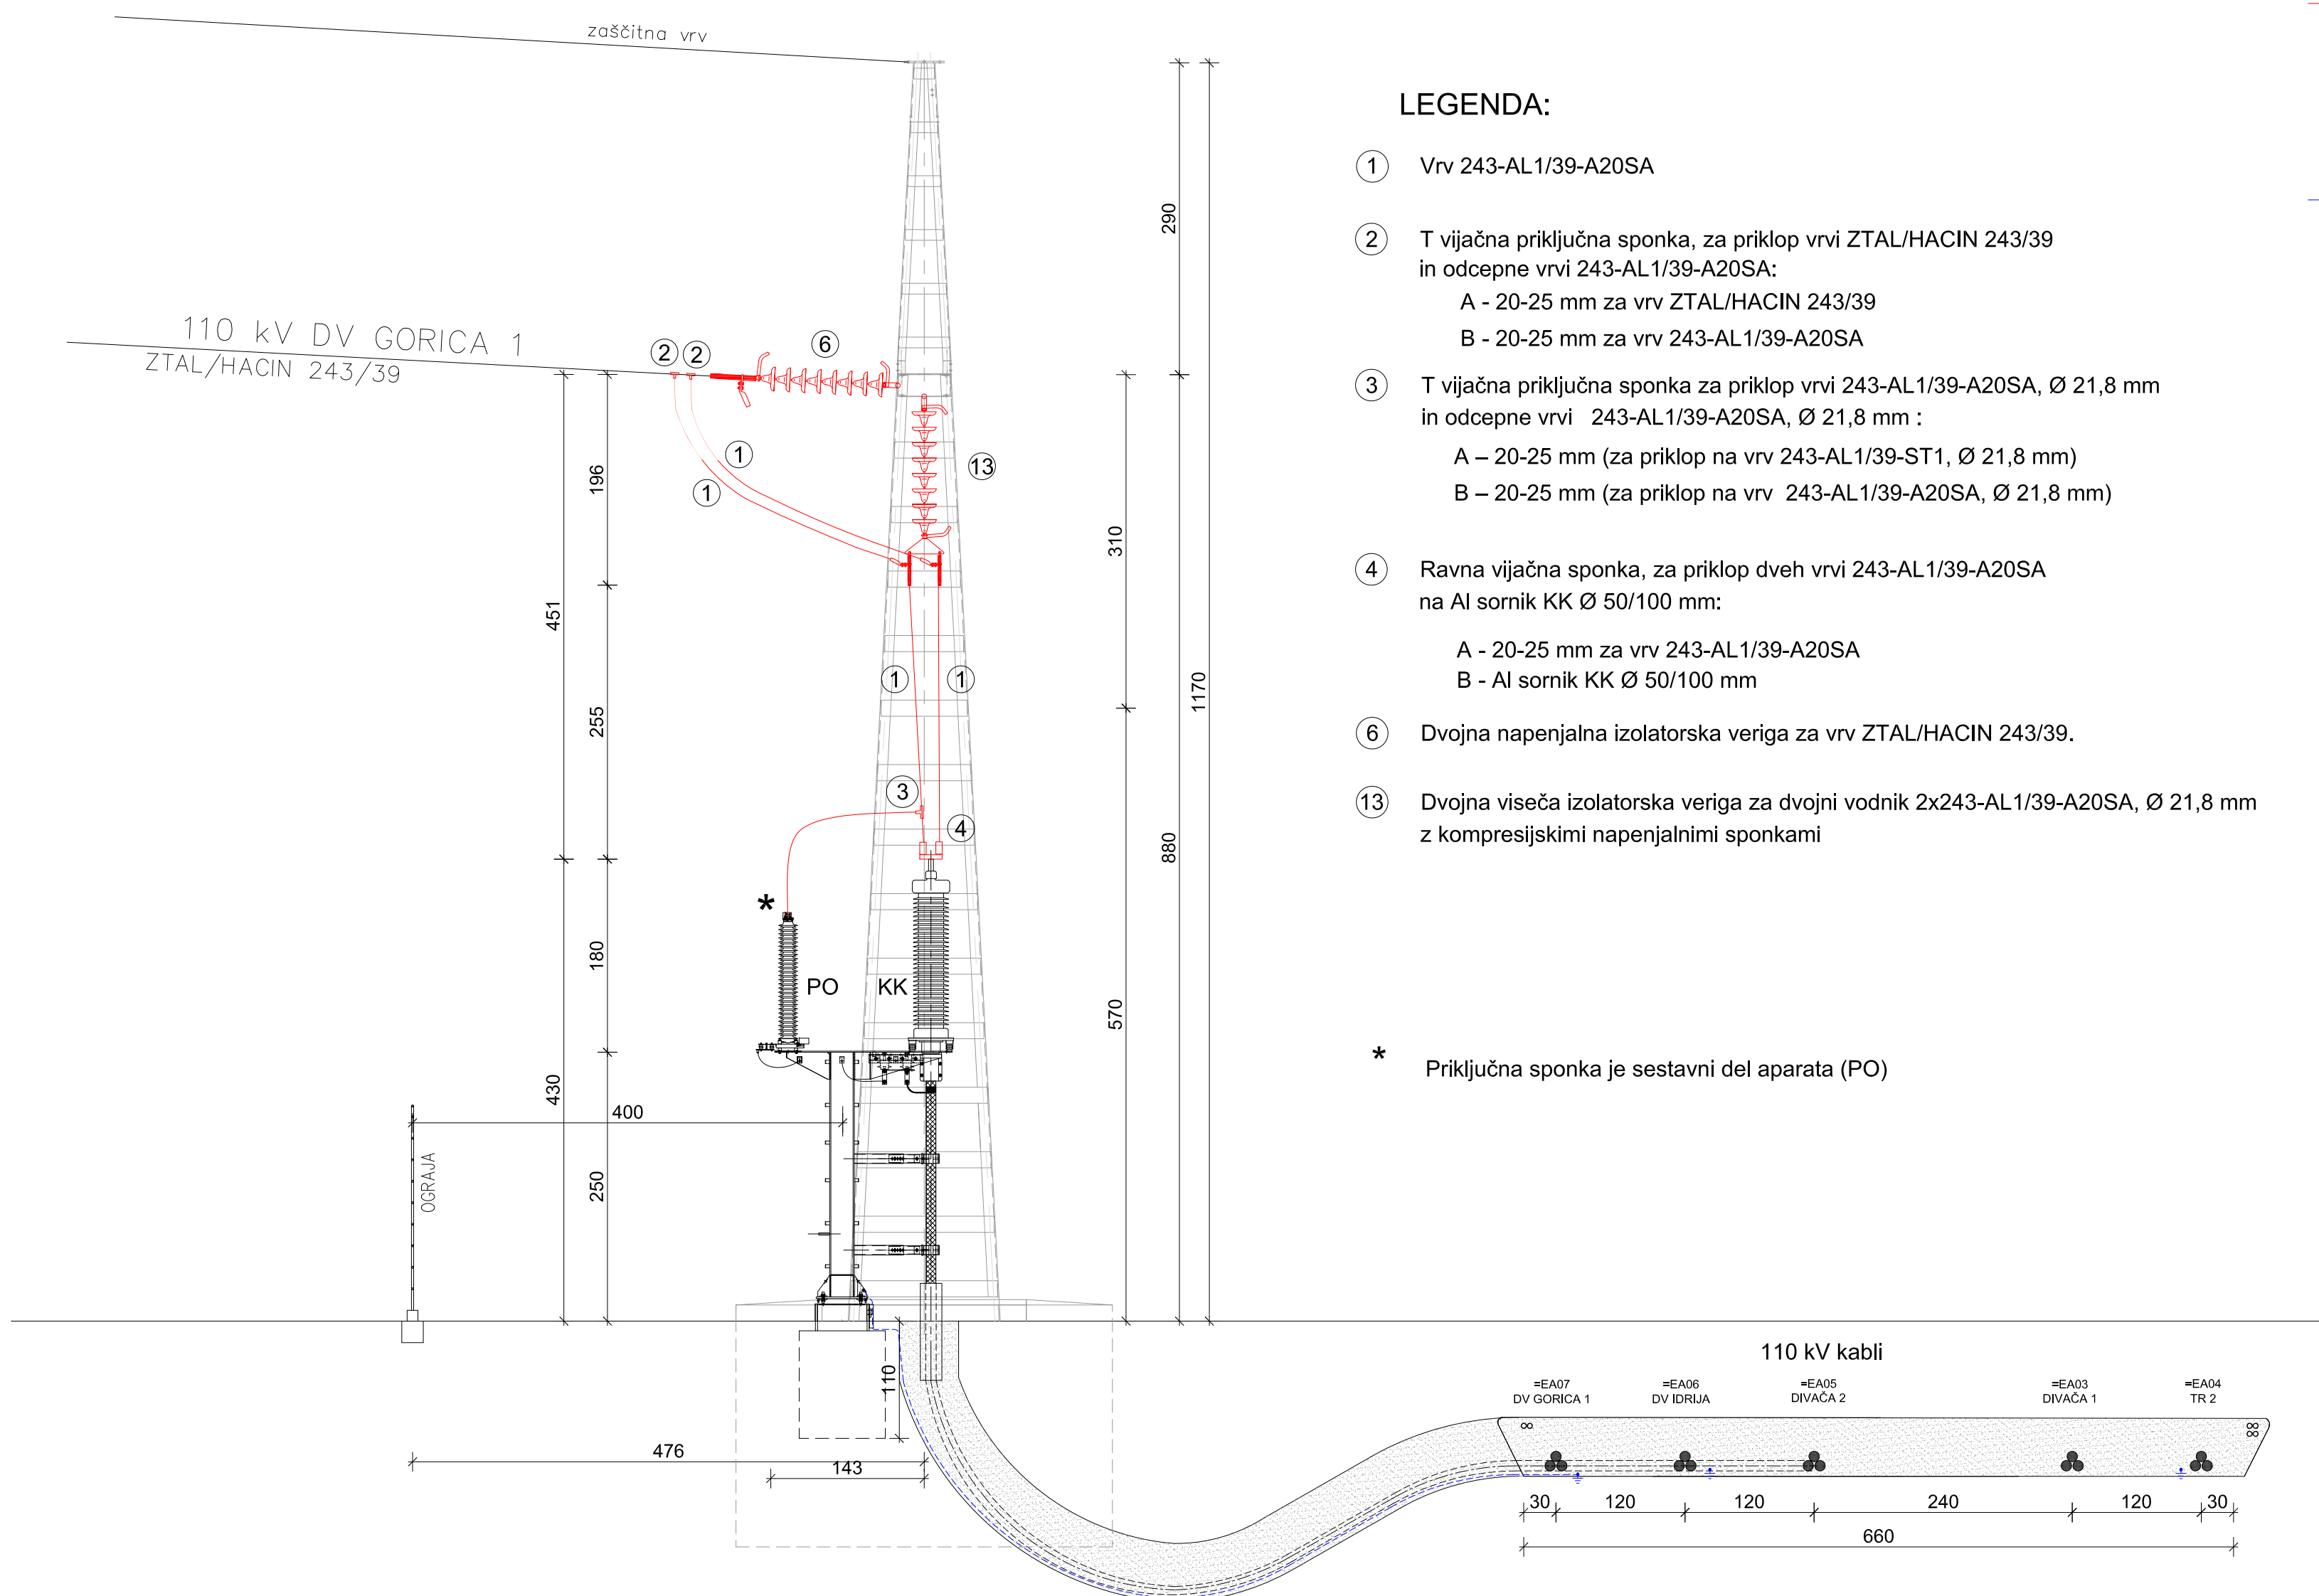 zaščitna vrv
110 kV DV GORICA 1
ZTAL/HACIN 243/39
2
2
6
1
1
13
1
1
3
4
*
PO
KK
OGRAJA
290
196
310
451
255
1170
880
180
570
430
400
250
110
476
143
LEGENDA:
1 Vrv 243-AL1/39-A20SA
2 T vijačna priključna sponka, za priklop vrvi ZTAL/HACIN 243/39
in odcepne vrvi 243-AL1/39-A20SA:
A - 20-25 mm za vrv ZTAL/HACIN 243/39
B - 20-25 mm za vrv 243-AL1/39-A20SA
3 T vijačna priključna sponka za priklop vrvi 243-AL1/39-A20SA, Ø 21,8 mm
in odcepne vrvi 243-AL1/39-A20SA, Ø 21,8 mm :
A – 20-25 mm (za priklop na vrv 243-AL1/39-ST1, Ø 21,8 mm)
B – 20-25 mm (za priklop na vrv 243-AL1/39-A20SA, Ø 21,8 mm)
4 Ravna vijačna sponka, za priklop dveh vrvi 243-AL1/39-A20SA
na Al sornik KK Ø 50/100 mm:
A - 20-25 mm za vrv 243-AL1/39-A20SA
B - Al sornik KK Ø 50/100 mm
6 Dvojna napenjalna izolatorska veriga za vrv ZTAL/HACIN 243/39.
13 Dvojna viseča izolatorska veriga za dvojni vodnik 2x243-AL1/39-A20SA, Ø 21,8 mm
z kompresijskimi napenjalnimi sponkami
* Priključna sponka je sestavni del aparata (PO)
110 kV kabli
=EA07
DV GORICA 1
=EA06
DV IDRIJA
=EA05
DIVAČA 2
=EA03
DIVAČA 1
=EA04
TR 2
30 120 120 240 120 30
660